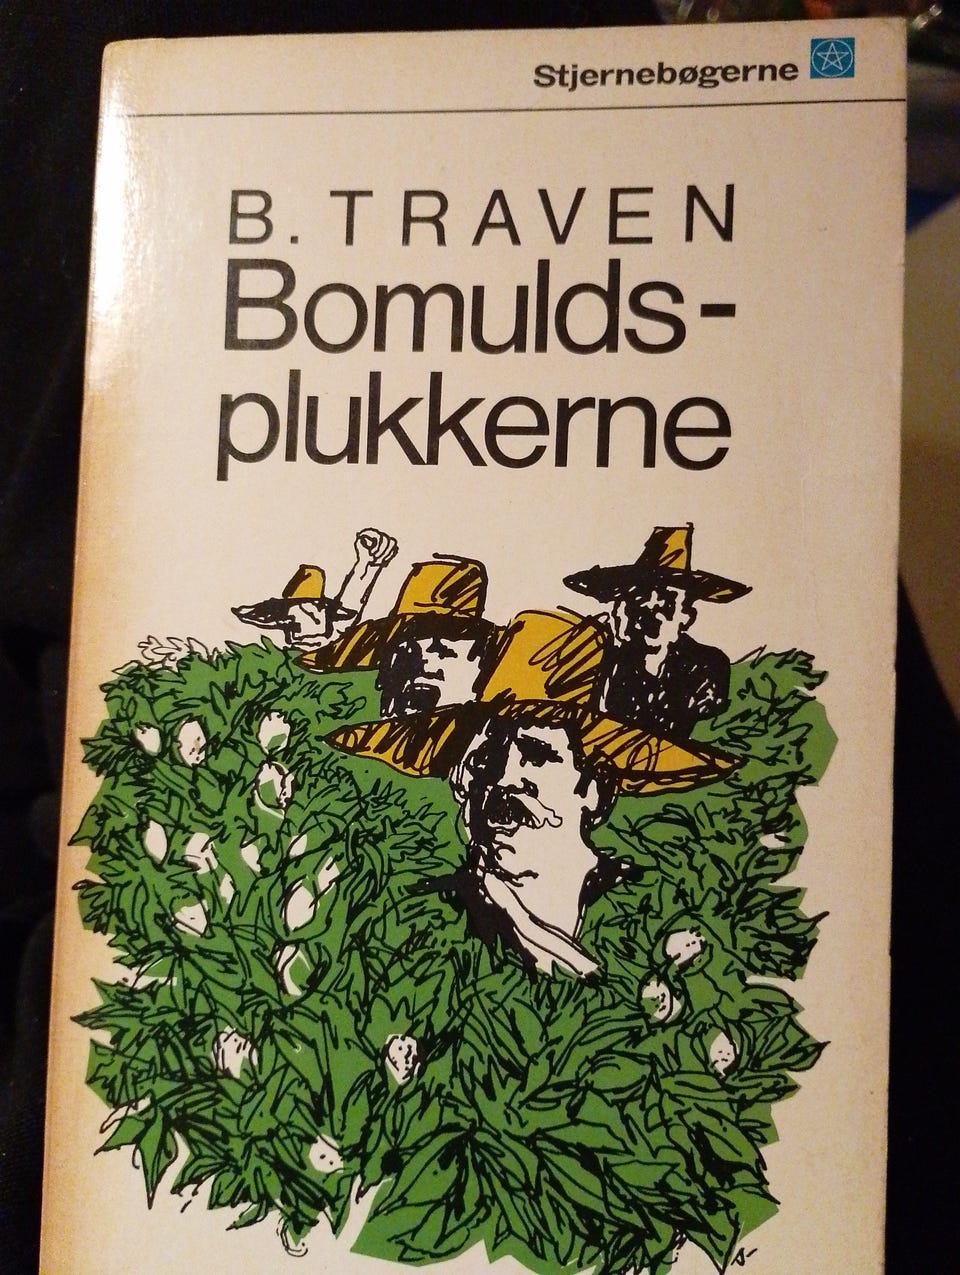 Stjernebøgerne
B. TRAVEN
Bomulds-
plukkerne